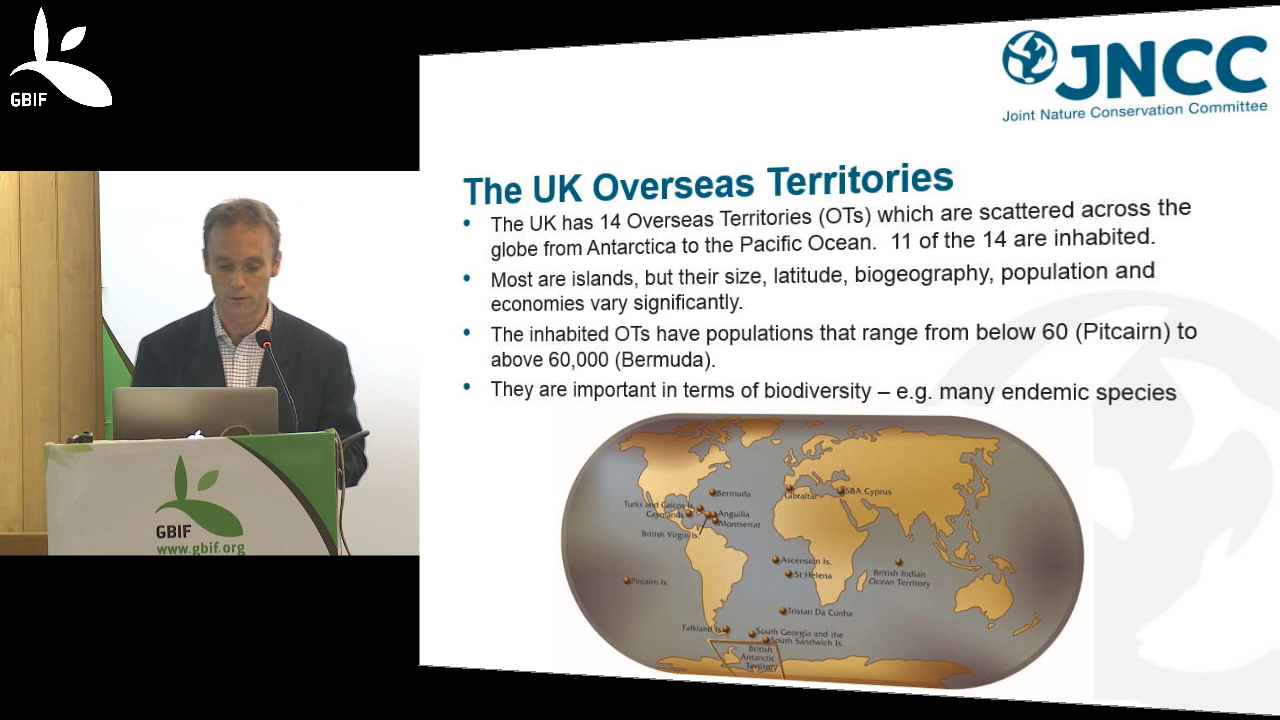 GBIF
JNCC
Joint Nature Conservation Committee
The UK Overseas Territories
• The UK has 14 Overseas Territories (OTs) which are scattered across the
globe from Antarctica to the Pacific Ocean. 11 of the 14 are inhabited.
• Most are islands, but their size, latitude, biogeography, population and
economies vary significantly.
• The inhabited OTs have populations that range from below 60 (Pitcairn) to
above 60,000 (Bermuda).
• They are important in terms of biodiversity – e.g. many endemic species
Bermuda
Gibraltar
SBA Cyprus
Turks and Caicos Is.
Caymans
Anguilla
Montserrat
British Virgin Is.
Ascension Is.
St Helena
British Indian
Ocean Territory
Pitcairn Is.
Tristan Da Cunha
Falkland Is.
South Georgia and the
South Sandwich Is.
British
Antarctic
Territory
GBIF
www.gbif.org